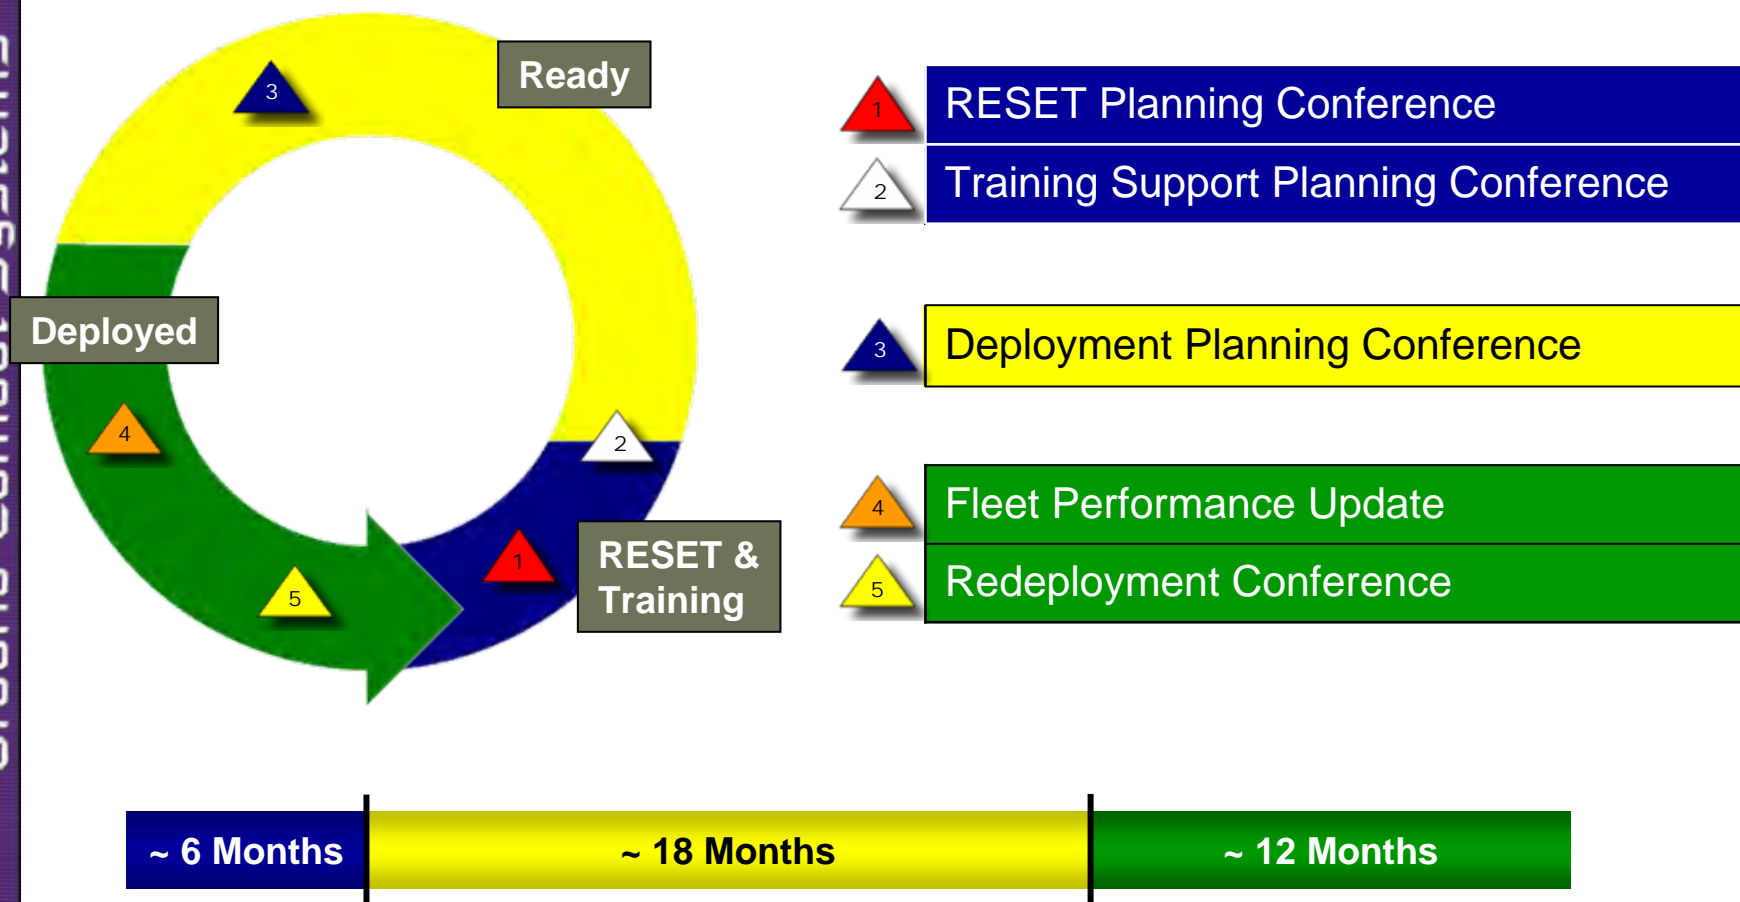 Ready
3
Deployed
4
2
5
1
RESET &
Training
1
RESET Planning Conference
2
Training Support Planning Conference
3
Deployment Planning Conference
4
Fleet Performance Update
5
Redeployment Conference
~ 6 Months
~ 18 Months
~ 12 Months